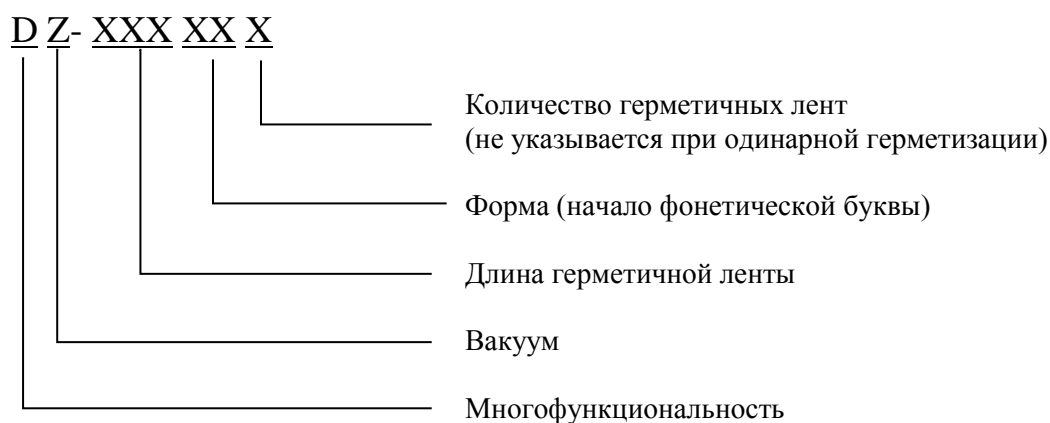 D Z- XXX XX X
Количество герметичных лент
(не указывается при одинарной герметизации)
Форма (начало фонетической буквы)
Длина герметичной ленты
Вакуум
Многофункциональность